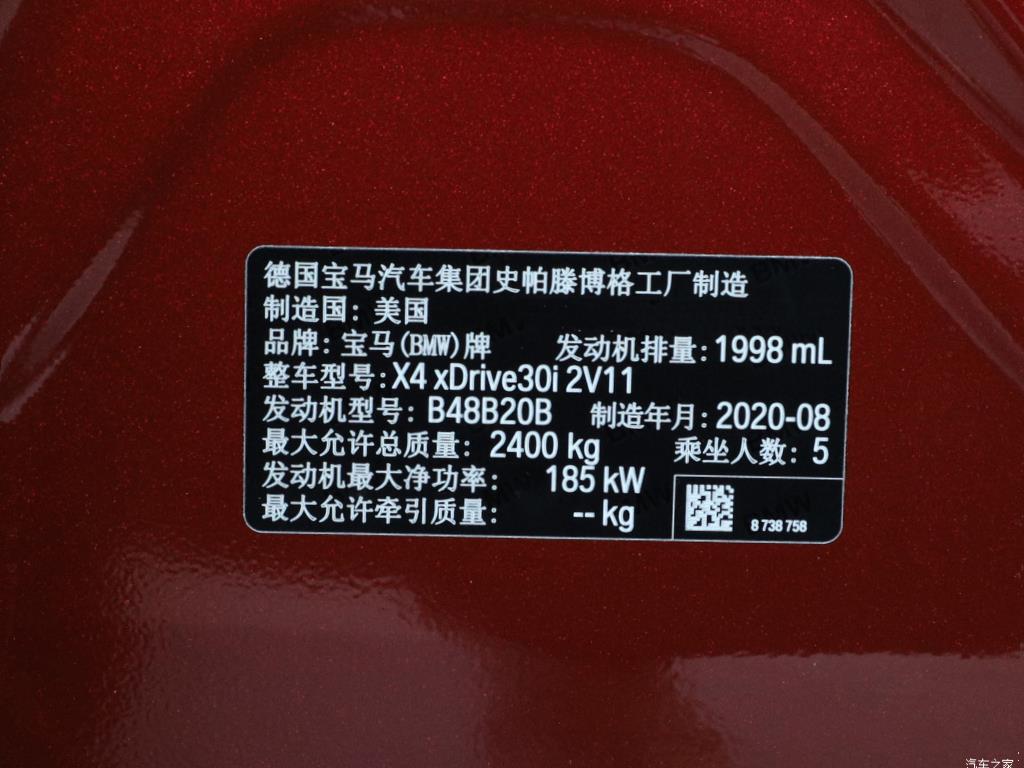 德国宝马汽车集团史帕滕博格工厂制造
制造国：美国
品牌：宝马(BMW)牌 发动机排量：1998 mL
整车型号：X4 xDrive30i 2V11
发动机型号：B48B20B 制造年月：2020-08
最大允许总质量：2400 kg 乘坐人数：5
发动机最大净功率：185 kW
最大允许牵引质量：-- kg
8 738 758
汽车之家